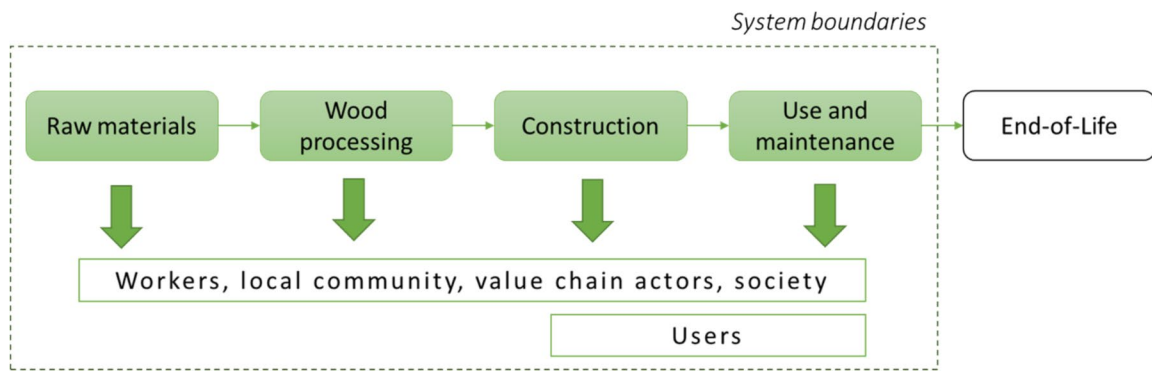 System boundaries
Raw materials
Wood
processing
Construction
Use and
maintenance
End-of-Life
Workers, local community, value chain actors, society
Users